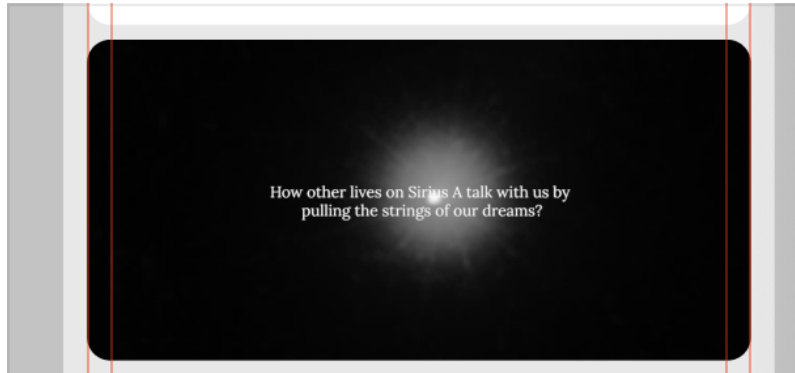 How other lives on Sirius A talk with us by
pulling the strings of our dreams?